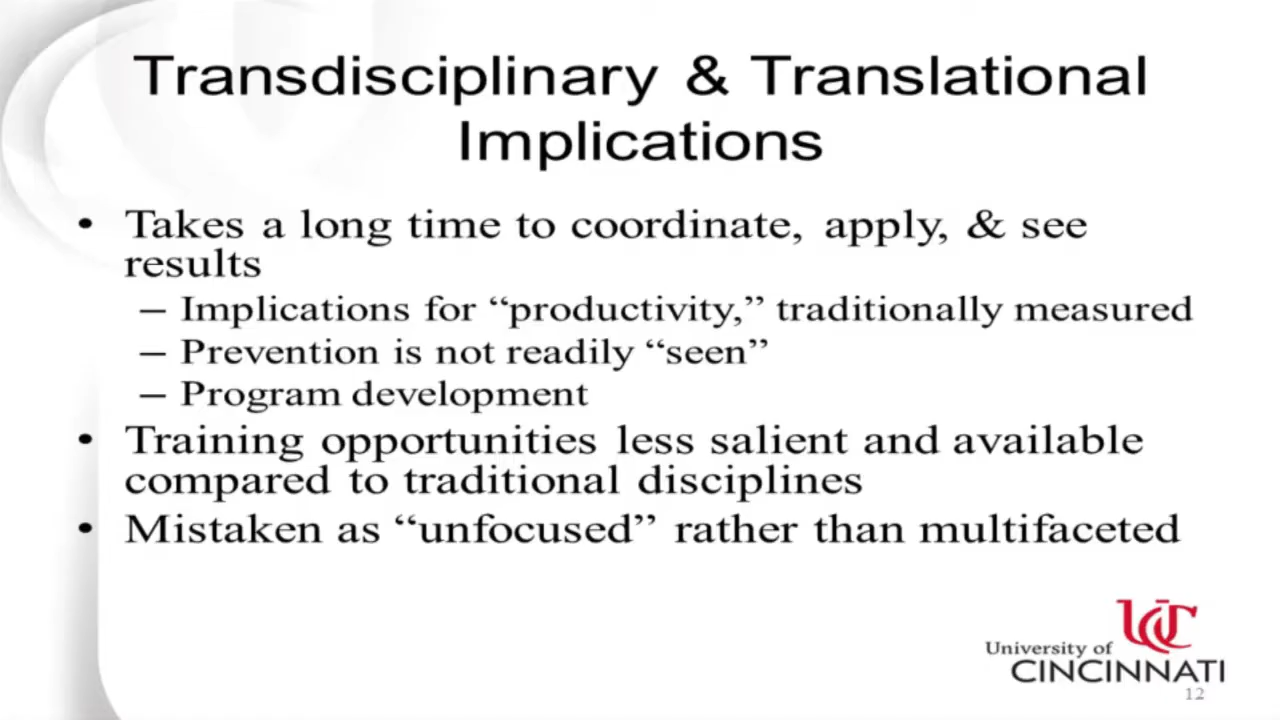 Transdisciplinary & Translational
Implications
• Takes a long time to coordinate, apply, & see
results
– Implications for “productivity,” traditionally measured
– Prevention is not readily “seen”
– Program development
• Training opportunities less salient and available
compared to traditional disciplines
• Mistaken as “unfocused” rather than multifaceted
UC
University of
CINCINNATI
12